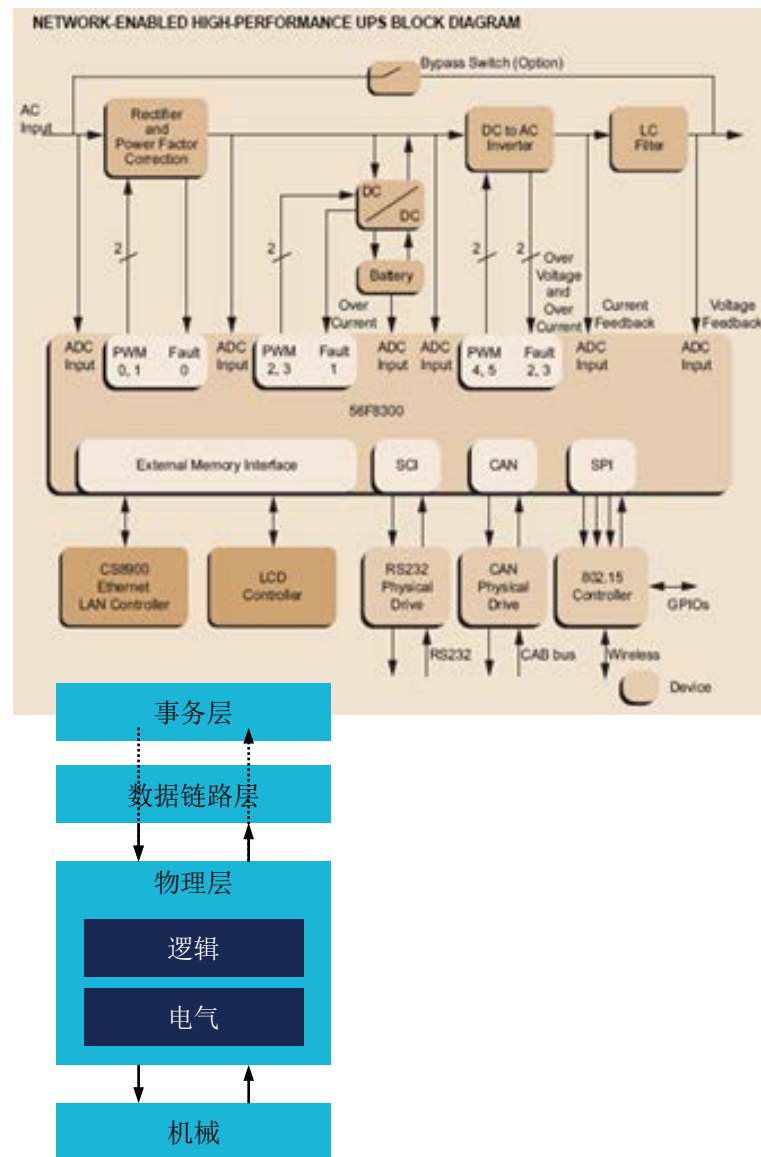 NETWORK-ENABLED HIGH-PERFORMANCE UPS BLOCK DIAGRAM
Bypass Switch (Option)
AC
Input
Rectifier
and
Power Factor
Correction
DC to AC
Inverter
LC
Filter
DC
DC
Battery
2
2
2
2
Over
Current
Over
Voltage
and
Over
Current
Current
Feedback
Voltage
Feedback
ADC
Input
PWM
0, 1
Fault
0
ADC
Input
PWM
2, 3
Fault
1
ADC
Input
ADC
Input
PWM
4, 5
Fault
2, 3
ADC
Input
ADC
Input
56F8300
External Memory Interface
SCI
CAN
SPI
CS8900
Ethernet
LAN Controller
LCD
Controller
RS232
Physical
Drive
CAN
Physical
Drive
802.15
Controller
GPIOs
RS232
CAB bus
Wireless
Device
事务层
数据链路层
物理层
逻辑
电气
机械